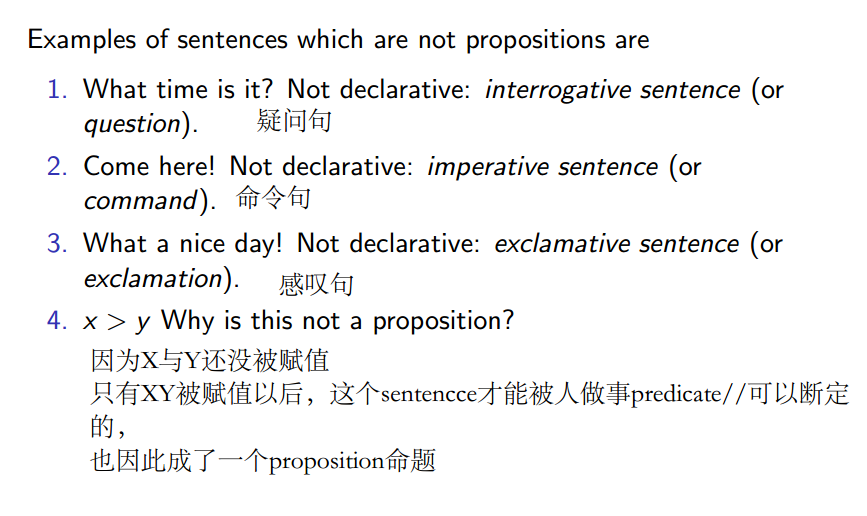 Examples of sentences which are not propositions are
1. What time is it? Not declarative: interrogative sentence (or
question). 疑问句
2. Come here! Not declarative: imperative sentence (or
command). 命令句
3. What a nice day! Not declarative: exclamative sentence (or
exclamation). 感叹句
4. x > y Why is this not a proposition?
因为X与Y还没被赋值
只有XY被赋值以后，这个sentencce才能被人做事predicate//可以断定
的，
也因此成了一个proposition命题